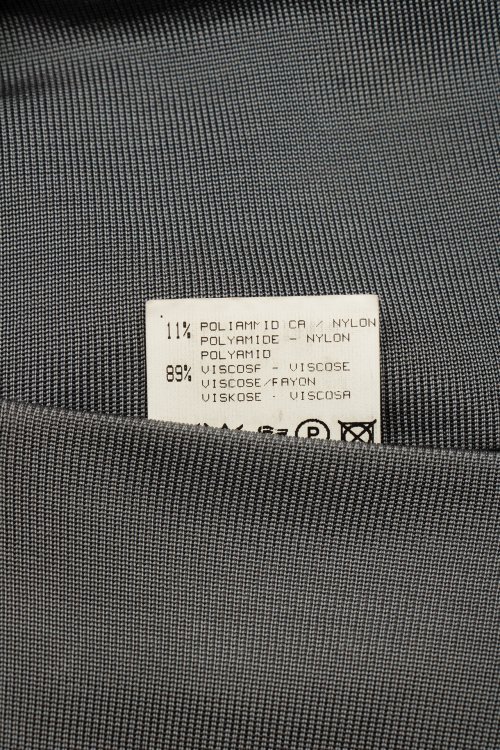 11% POLIAMMIDICA / NYLON
POLYAMIDE - NYLON
POLYAMID
89% VISCOSF - VISCOSE
VISCOSE/RAYON
VISKOSE - VISCOSA
P